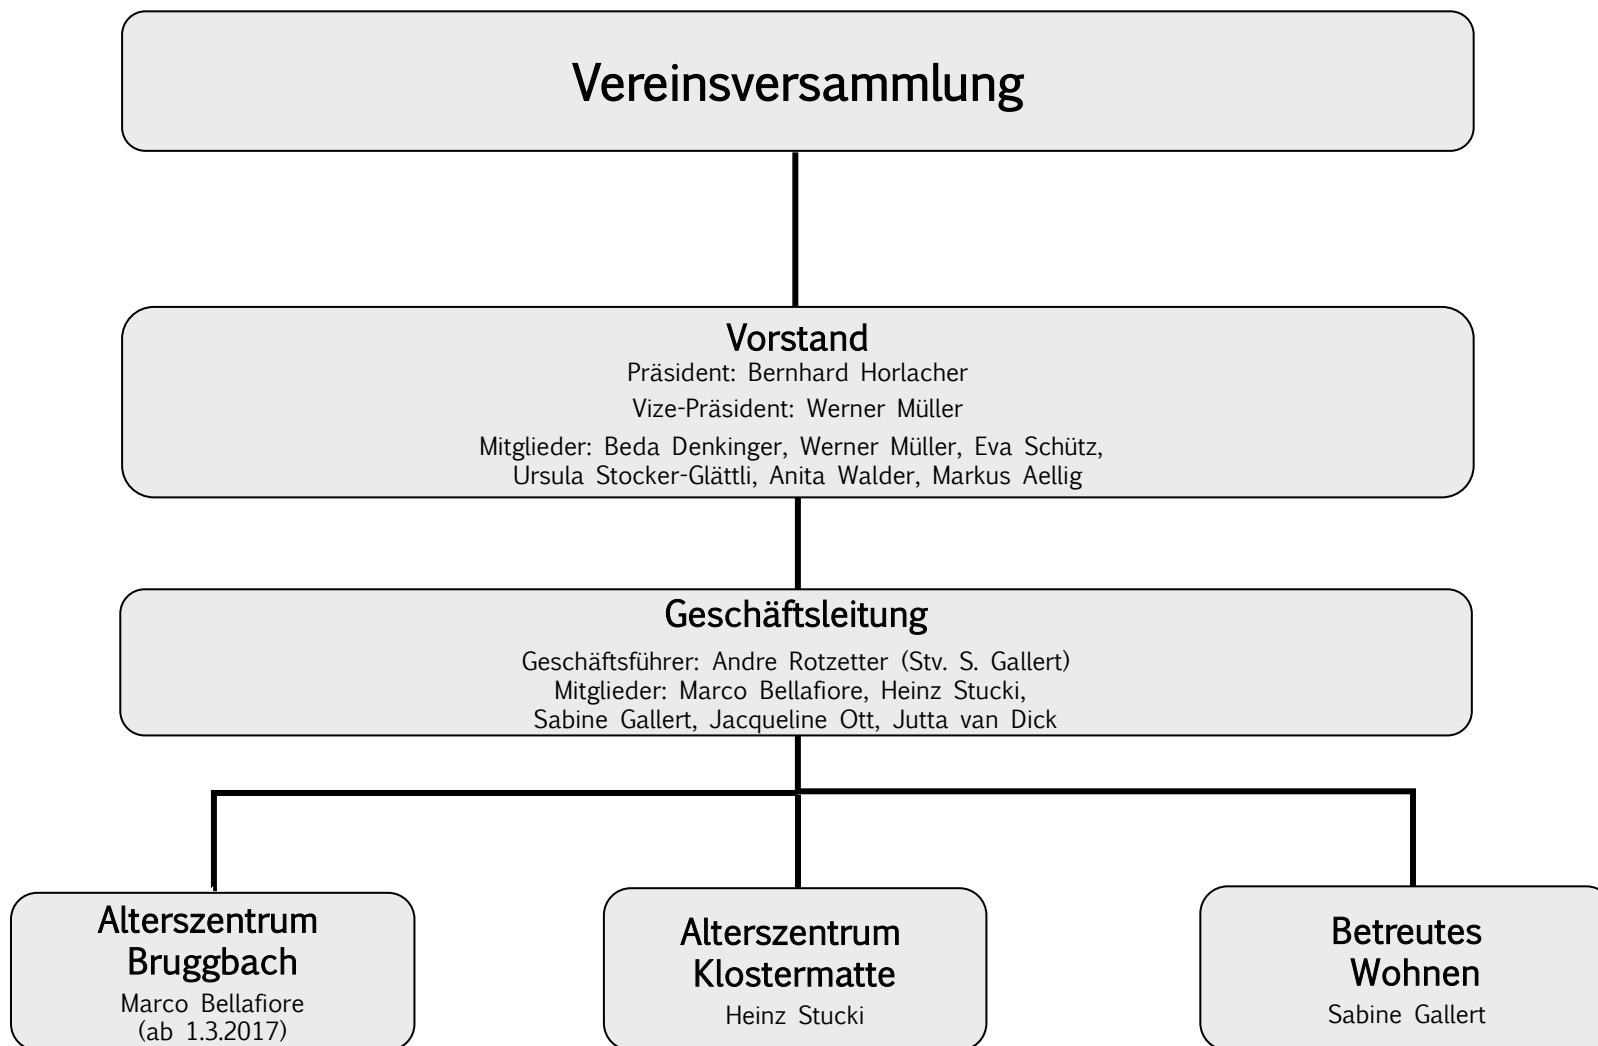 Vereinsversammlung
Vorstand
Präsident: Bernhard Horlacher
Vize-Präsident: Werner Müller
Mitglieder: Beda Denkinger, Werner Müller, Eva Schütz,
Ursula Stocker-Glättli, Anita Walder, Markus Aellig
Geschäftsleitung
Geschäftsführer: Andre Rotzetter (Stv. S. Gallert)
Mitglieder: Marco Bellafiore, Heinz Stucki,
Sabine Gallert, Jacqueline Ott, Jutta van Dick
Alterszentrum
Bruggbach
Marco Bellafiore
(ab 1.3.2017)
Alterszentrum
Klostermatte
Heinz Stucki
Betreutes
Wohnen
Sabine Gallert